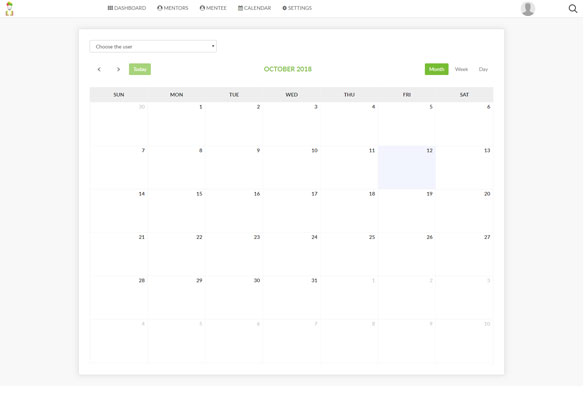 DASHBOARD MENTORS MENTEE CALENDAR SETTINGS
Choose the user
Today OCTOBER 2018 Month Week Day
SUN MON TUE WED THU FRI SAT
30 1 2 3 4 5 6
7 8 9 10 11 12 13
14 15 16 17 18 19 20
21 22 23 24 25 26 27
28 29 30 31 1 2 3
4 5 6 7 8 9 10